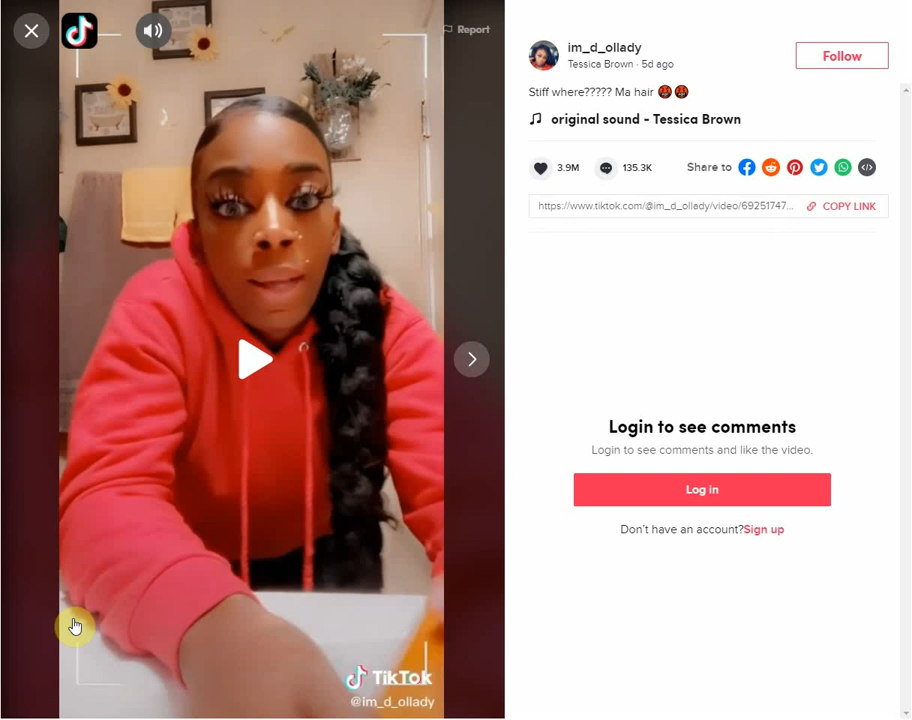 Report
TikTok
@im_d_ollady
im_d_ollady
Tessica Brown · 5d ago
Follow
Stiff where????? Ma hair 🤬🤬
original sound - Tessica Brown
3.9M
135.3K
Share to
https://www.tiktok.com/@im_d_ollady/video/69251747...
COPY LINK
Login to see comments
Login to see comments and like the video.
Log in
Don't have an account?Sign up